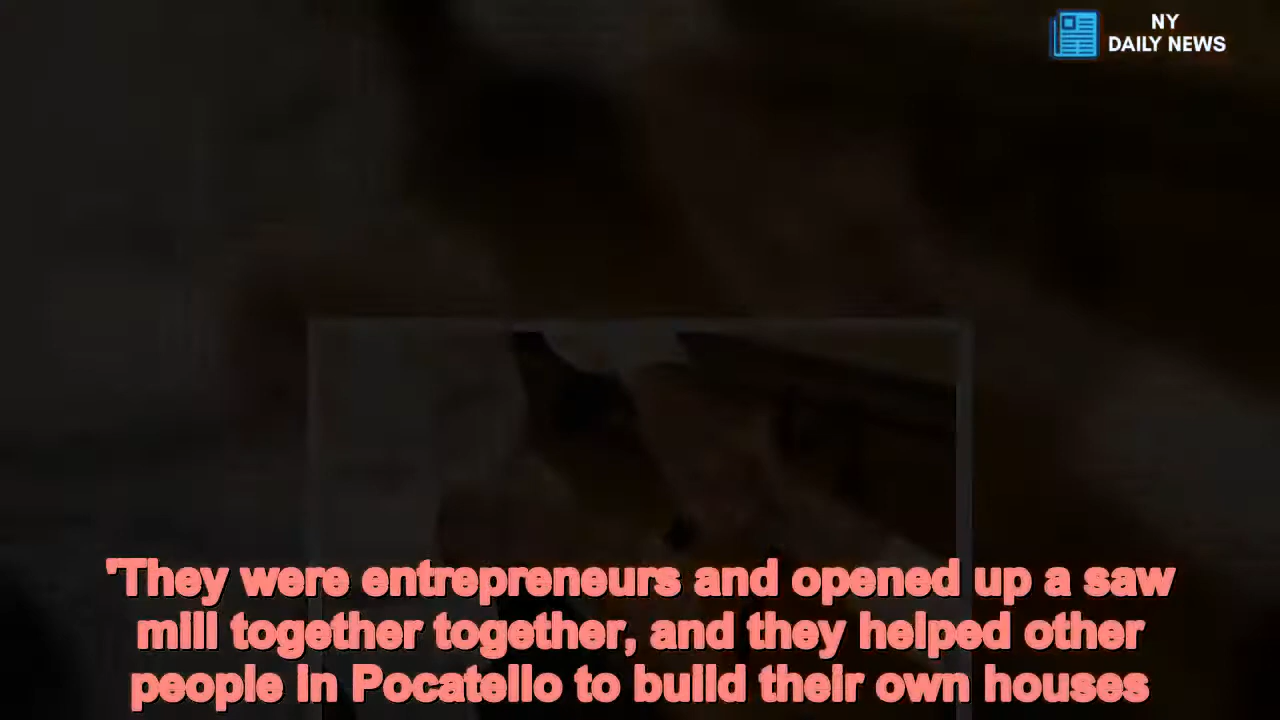 NY
DAILY NEWS
'They were entrepreneurs and opened up a saw
mill together together, and they helped other
people in Pocatello to build their own houses